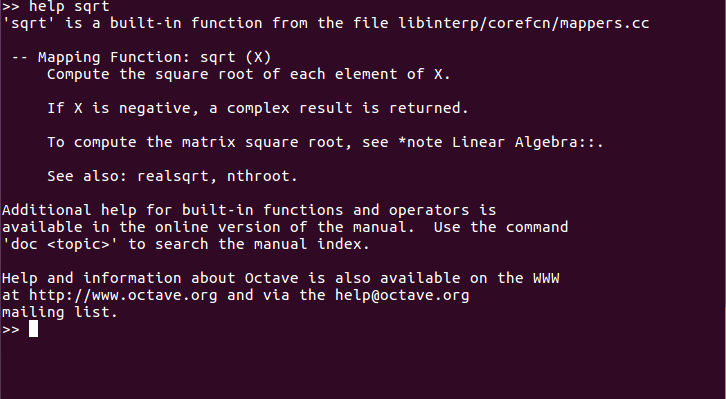 >> help sqrt
'sqrt' is a built-in function from the file libinterp/corefcn/mappers.cc
-- Mapping Function: sqrt (X)
Compute the square root of each element of X.
If X is negative, a complex result is returned.
To compute the matrix square root, see *note Linear Algebra::.
See also: realsqrt, nthroot.
Additional help for built-in functions and operators is
available in the online version of the manual.  Use the command
'doc <topic>' to search the manual index.
Help and information about Octave is also available on the WWW
at http://www.octave.org and via the help@octave.org
mailing list.
>>